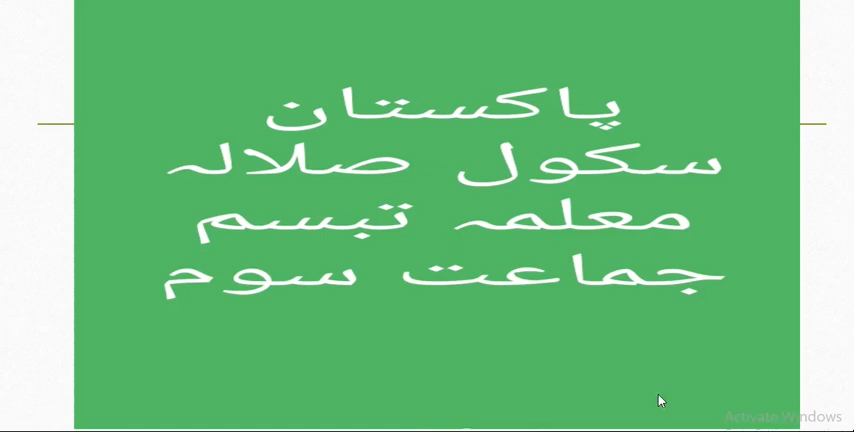 پاکستان
سکول صلالہ
معلمہ تبسم
جماعت سوم
Activate Windows